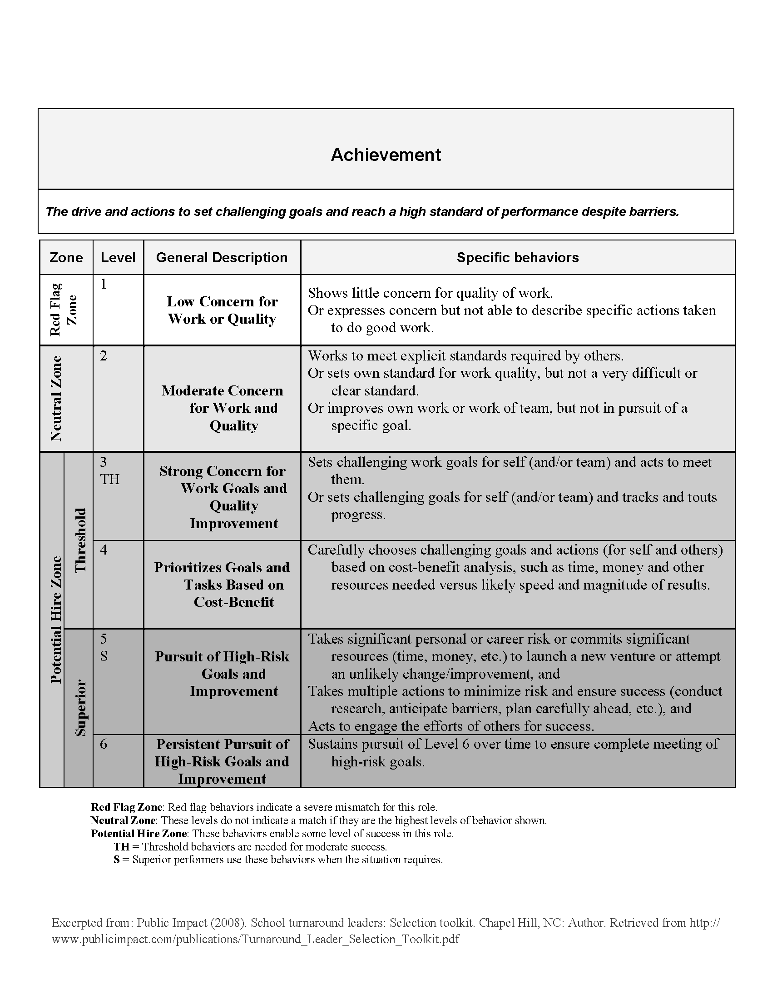 Achievement
The drive and actions to set challenging goals and reach a high standard of performance despite barriers.
Zone Level General Description Specific behaviors
Red Flag
Zone
1
Low Concern for
Work or Quality
Shows little concern for quality of work.
Or expresses concern but not able to describe specific actions taken
to do good work.
Neutral Zone
2
Moderate Concern
for Work and
Quality
Works to meet explicit standards required by others.
Or sets own standard for work quality, but not a very difficult or
clear standard.
Or improves own work or work of team, but not in pursuit of a
specific goal.
Potential Hire Zone
Threshold
3
TH
Strong Concern for
Work Goals and
Quality
Improvement
Sets challenging work goals for self (and/or team) and acts to meet
them.
Or sets challenging goals for self (and/or team) and tracks and touts
progress.
4
Prioritizes Goals and
Tasks Based on
Cost-Benefit
Carefully chooses challenging goals and actions (for self and others)
based on cost-benefit analysis, such as time, money and other
resources needed versus likely speed and magnitude of results.
Superior
5
S
Pursuit of High-Risk
Goals and
Improvement
Takes significant personal or career risk or commits significant
resources (time, money, etc.) to launch a new venture or attempt
an unlikely change/improvement, and
Takes multiple actions to minimize risk and ensure success (conduct
research, anticipate barriers, plan carefully ahead, etc.), and
Acts to engage the efforts of others for success.
6
Persistent Pursuit of
High-Risk Goals and
Improvement
Sustains pursuit of Level 6 over time to ensure complete meeting of
high-risk goals.
Red Flag Zone: Red flag behaviors indicate a severe mismatch for this role.
Neutral Zone: These levels do not indicate a match if they are the highest levels of behavior shown.
Potential Hire Zone: These behaviors enable some level of success in this role.
TH = Threshold behaviors are needed for moderate success.
S = Superior performers use these behaviors when the situation requires.
Excerpted from: Public Impact (2008). School turnaround leaders: Selection toolkit. Chapel Hill, NC: Author. Retrieved from http://
www.publicimpact.com/publications/Turnaround_Leader_Selection_Toolkit.pdf